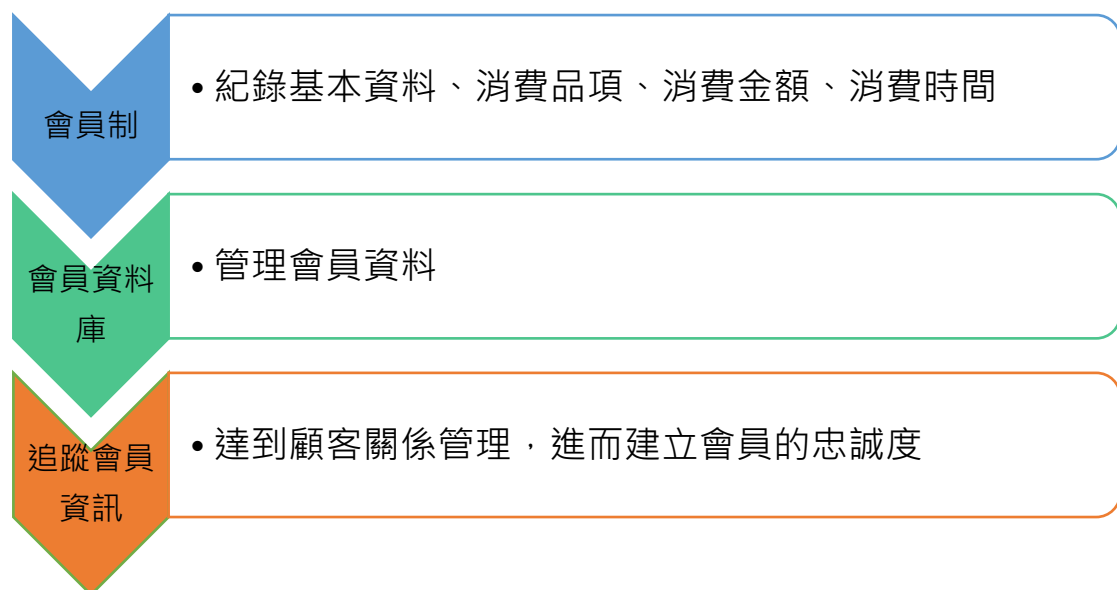 會員制
• 紀錄基本資料、消費品項、消費金額、消費時間
會員資料
庫
• 管理會員資料
追蹤會員
資訊
• 達到顧客關係管理，進而建立會員的忠誠度